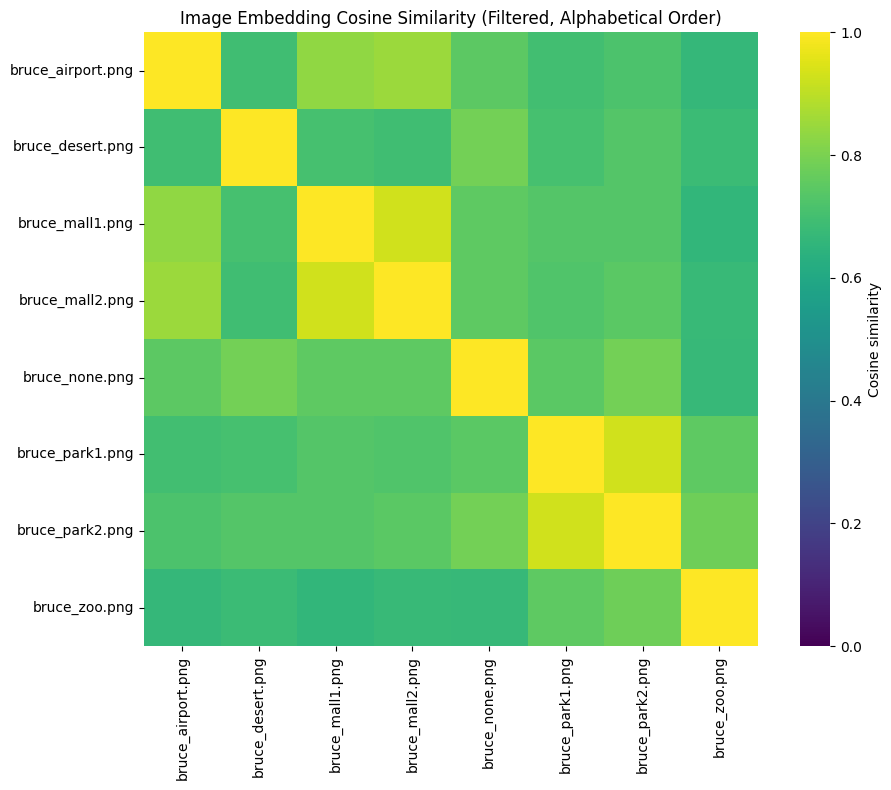 Image Embedding Cosine Similarity (Filtered, Alphabetical Order)
bruce_airport.png
bruce_desert.png
bruce_mall1.png
bruce_mall2.png
bruce_none.png
bruce_park1.png
bruce_park2.png
bruce_zoo.png
bruce_airport.png
bruce_desert.png
bruce_mall1.png
bruce_mall2.png
bruce_none.png
bruce_park1.png
bruce_park2.png
bruce_zoo.png
1.0
0.8
0.6
0.4
0.2
0.0
Cosine similarity